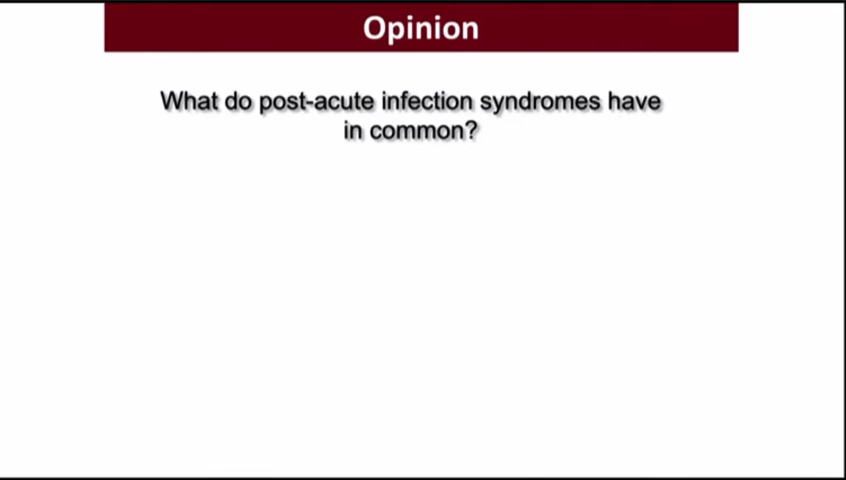 Opinion
What do post-acute infection syndromes have
in common?